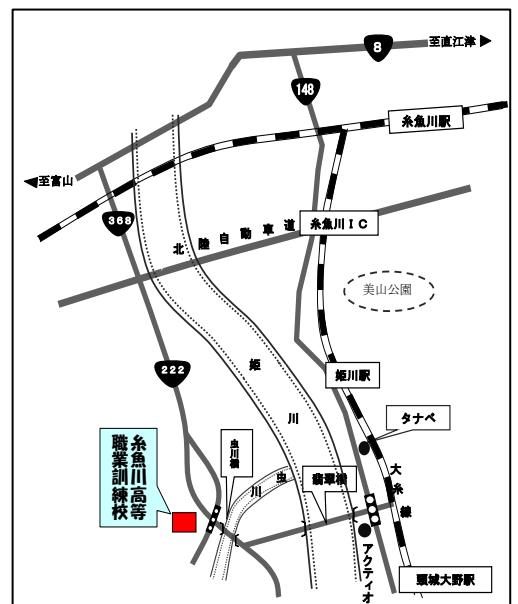 8
至直江津
148
糸魚川駅
至富山
368
北陸自動車道
糸魚川IC
美山公園
222
姫川
姫川駅
タナベ
糸魚川高等
職業訓練校
虫川橋
虫川
翡翠橋
大糸線
アクティオ
頸城大野駅